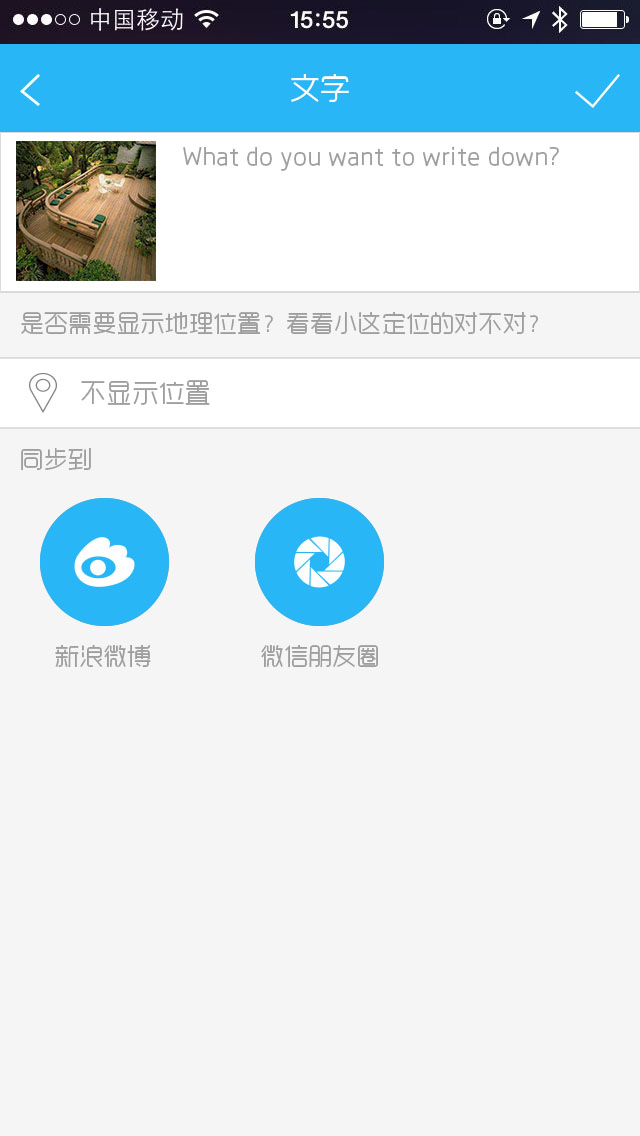 中国移动
15:55
文字
What do you want to write down?
是否需要显示地理位置？看看小这定位的对不对？
不显示位置
同步到
新浪微博
微信朋友圈